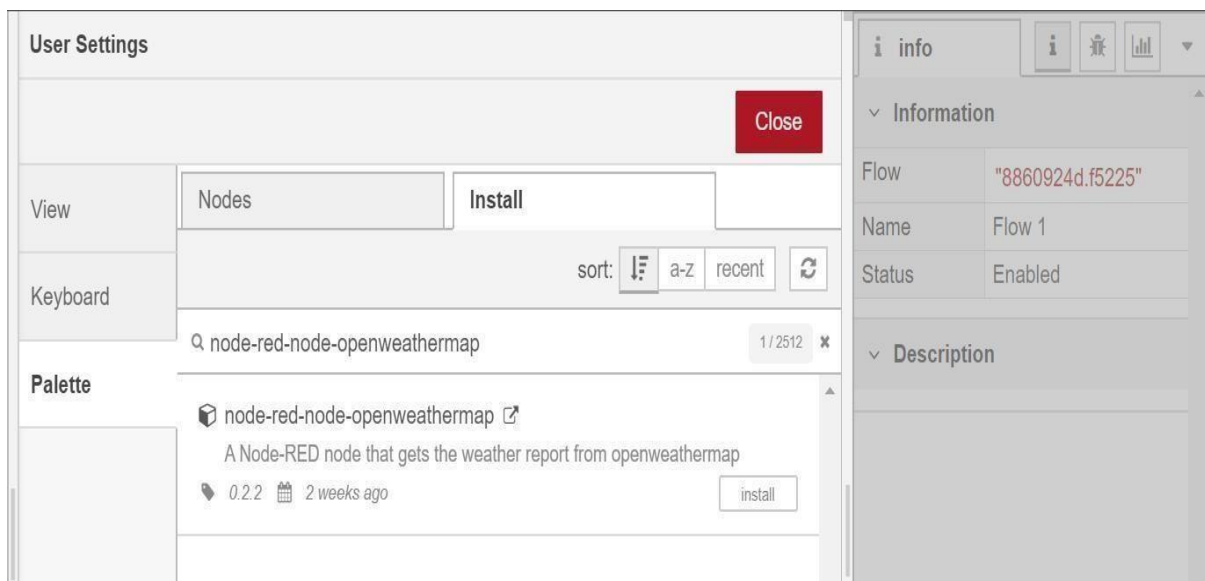 User Settings
Close
View
Keyboard
Palette
Nodes
Install
sort: a-z recent
node-red-node-openweathermap
1 / 2512
node-red-node-openweathermap
A Node-RED node that gets the weather report from openweathermap
0.2.2 2 weeks ago
install
i info
i
Information
Flow "8860924d.f5225"
Name Flow 1
Status Enabled
Description